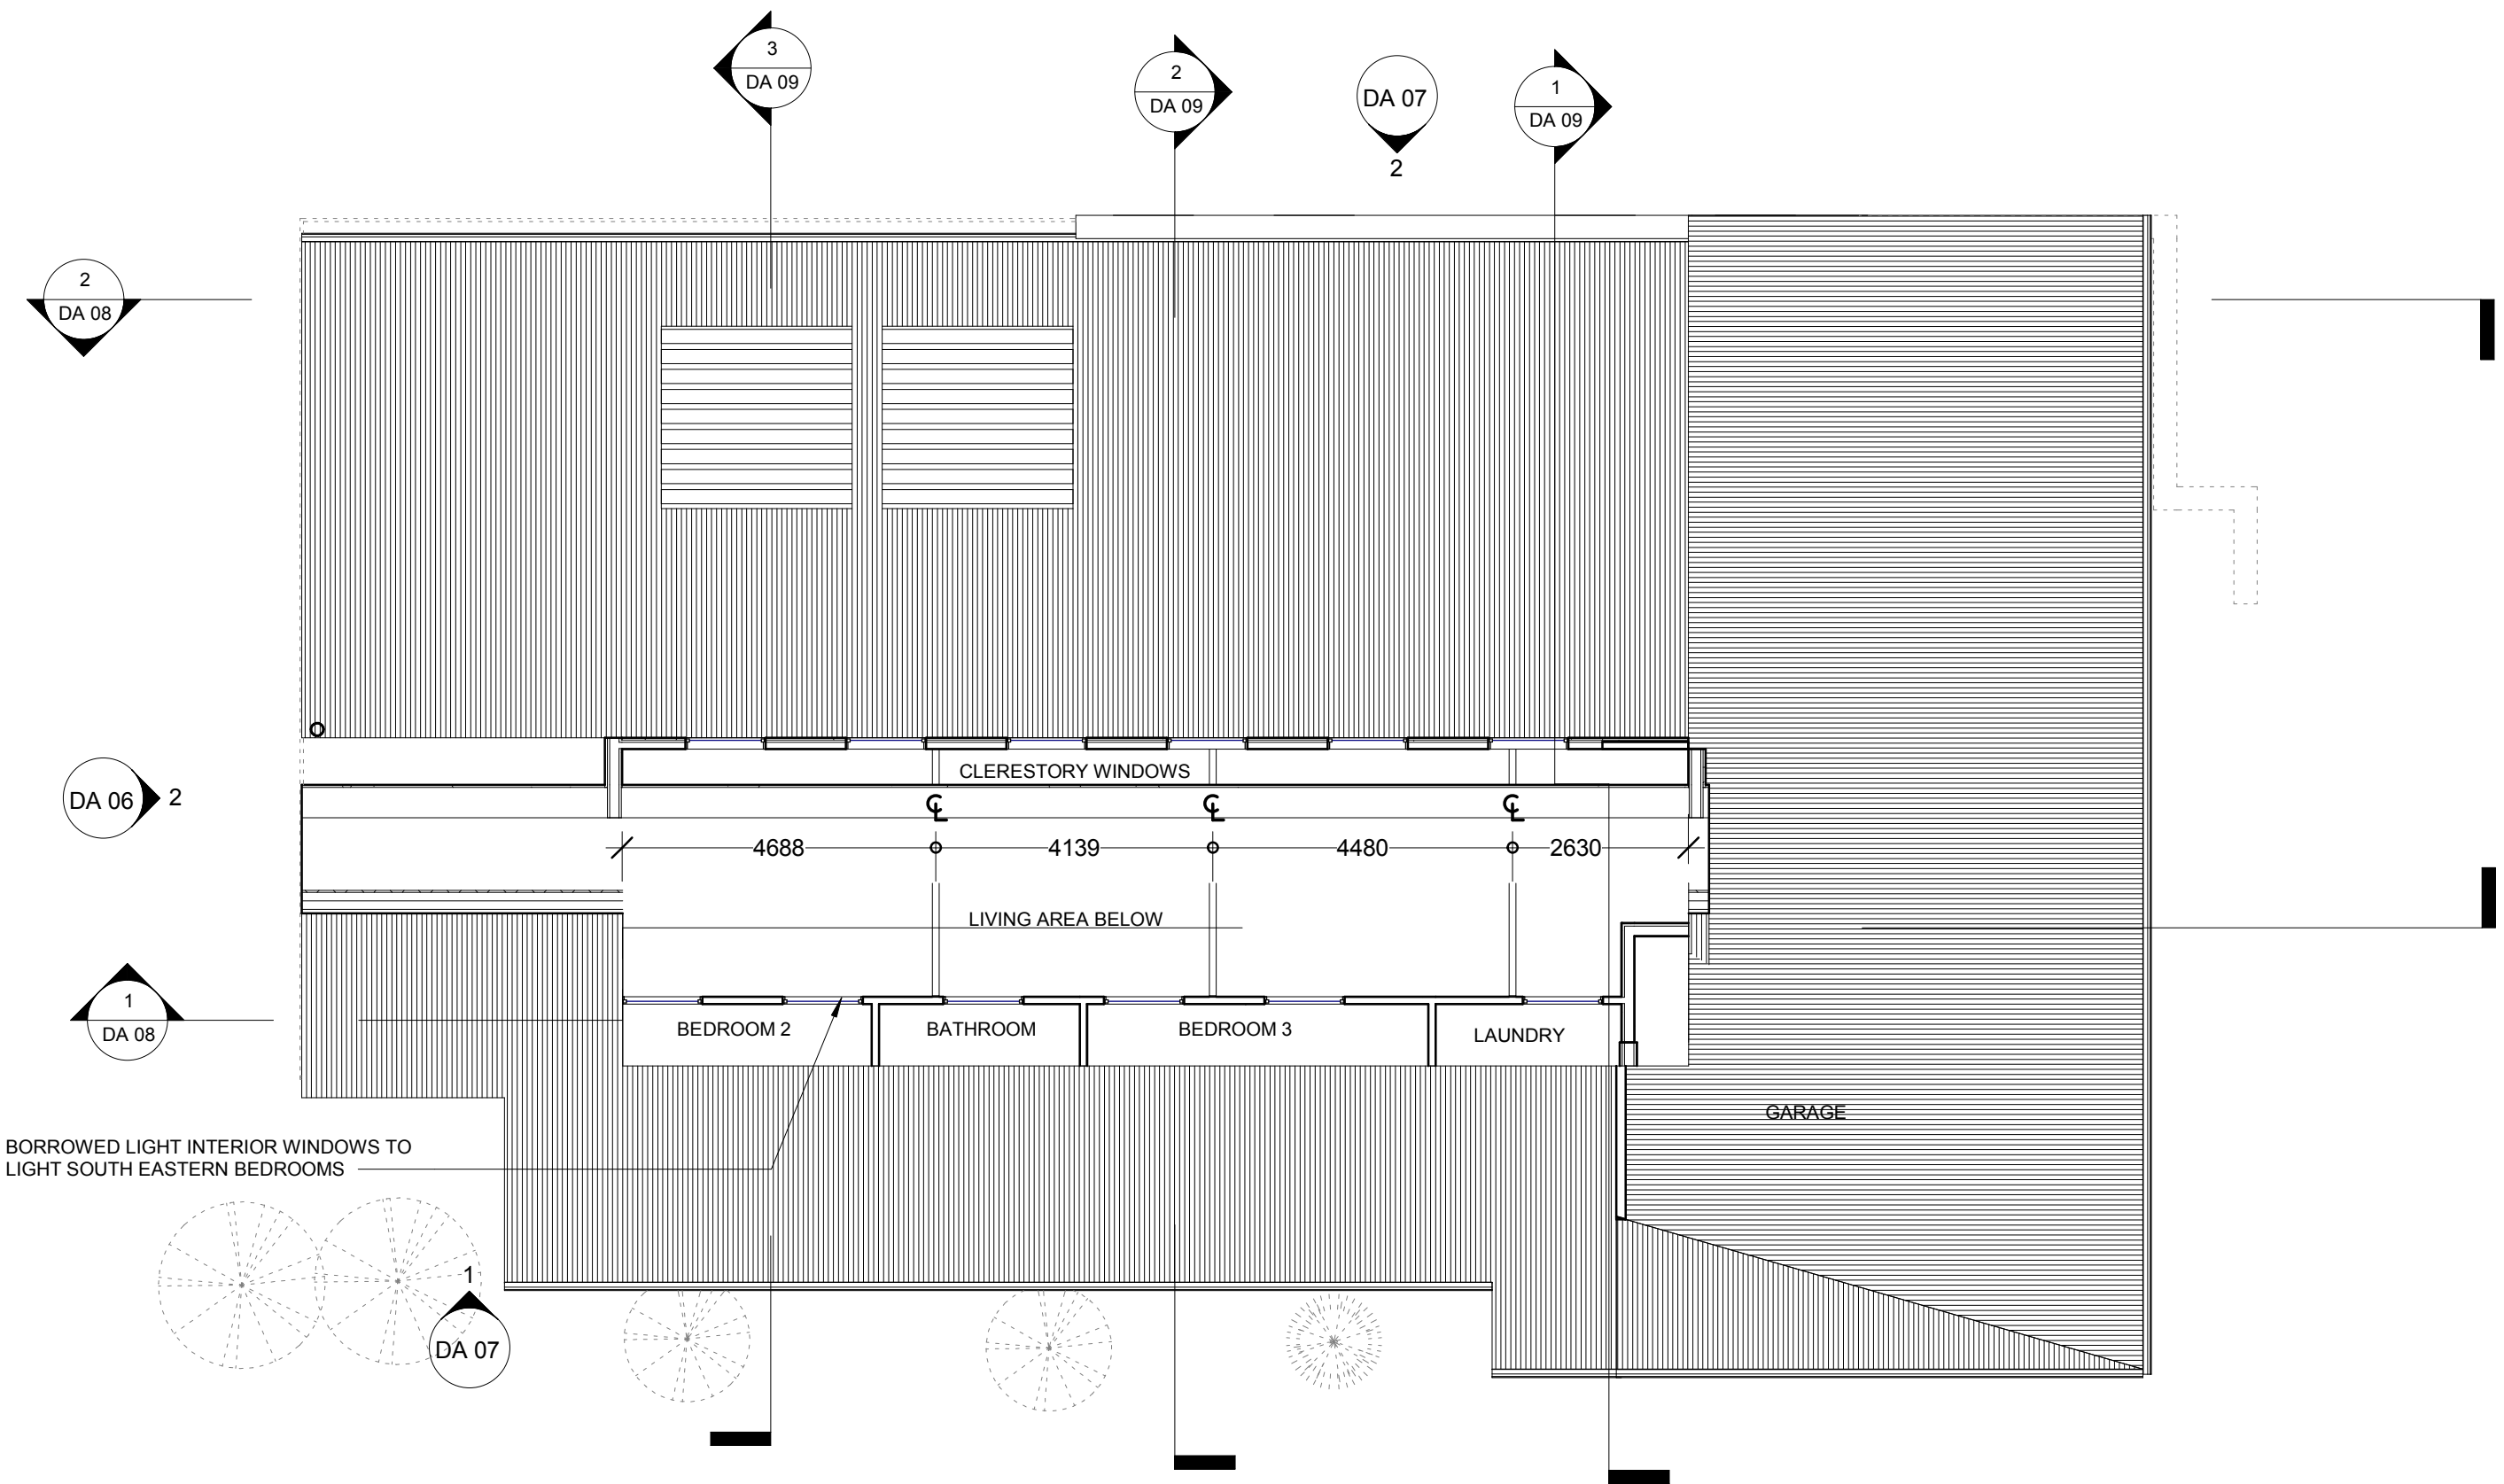 3
DA 09
2
DA 09
DA 07
2
1
DA 09
2
DA 08
CLERESTORY WINDOWS
DA 06
2
℄
℄
℄
4688
4139
4480
2630
LIVING AREA BELOW
1
DA 08
BEDROOM 2
BATHROOM
BEDROOM 3
LAUNDRY
GARAGE
BORROWED LIGHT INTERIOR WINDOWS TO
LIGHT SOUTH EASTERN BEDROOMS
1
DA 07